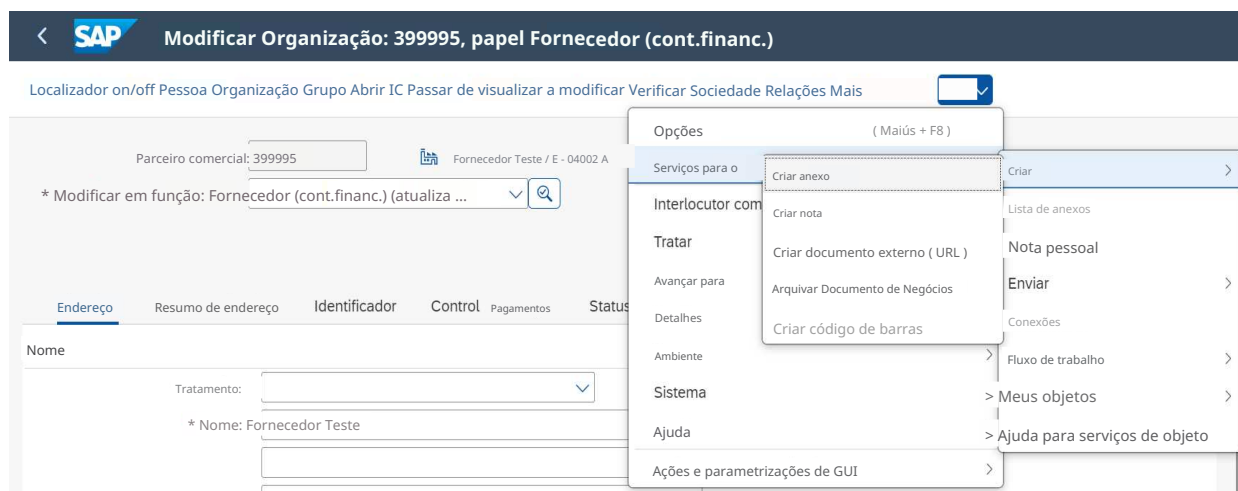 SAP Modificar Organização: 399995, papel Fornecedor (cont.financ.)
Localizador on/off Pessoa Organização Grupo Abrir IC Passar de visualizar a modificar Verificar Sociedade Relações Mais
Parceiro comercial: 399995
Fornecedor Teste / E - 04002 A
* Modificar em função: Fornecedor (cont.financ.) (atualiza ...
Endereço Resumo de endereço Identificador Control Pagamentos Status
Nome
Tratamento:
* Nome: Fornecedor Teste
Opções ( Maiús + F8 )
Serviços para o
Interlocutor com
Tratar
Avançar para
Detalhes
Ambiente >
Sistema
Ajuda
Ações e parametrizações de GUI >
Criar anexo
Criar nota
Criar documento externo ( URL )
Arquivar Documento de Negócios
Criar código de barras
Criar >
Lista de anexos
Nota pessoal
Enviar >
Conexões
Fluxo de trabalho >
> Meus objetos >
> Ajuda para serviços de objeto